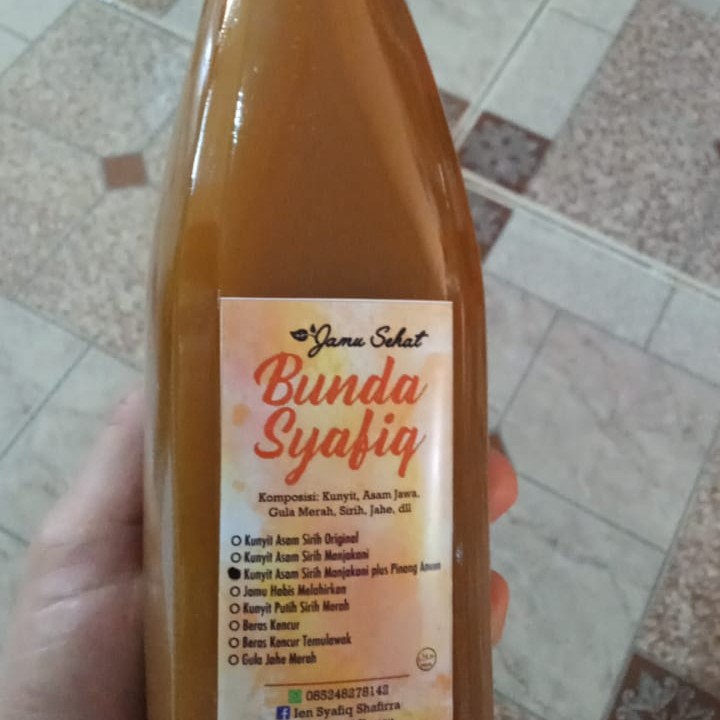 Jamu Sehat
Bunda
Syafiq
Komposisi: Kunyit, Asam Jawa,
Gula Merah, Sirih, Jahe, dll
Kunyit Asam Sirih Original
Kunyit Asam Sirih Manjakani
Kunyit Asam Sirih Manjakani plus Pinang
Jamu Habis Melahirkan
Kunyit Putih Sirih Merah
Beras Kencur
Beras Kencur Temulawak
Gula Jahe Merah
085248278142
Ien Syafiq Shafirra